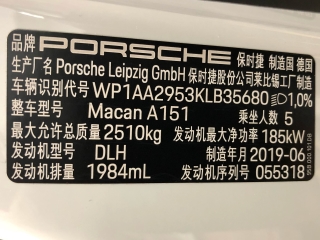 品牌 PORSCHE 保时捷 制造国 德国
生产厂名 Porsche Leipzig GmbH 保时捷股份公司莱比锡工厂制造
车辆识别代号 WP1AA2953KLB35680 1,0%
整车型号 Macan A151 乘坐人数 5
最大允许总质量 2510kg 发动机最大净功率 185kW
发动机型号 DLH 制造年月 2019-06
发动机排量 1984mL 发动机序列号 055318